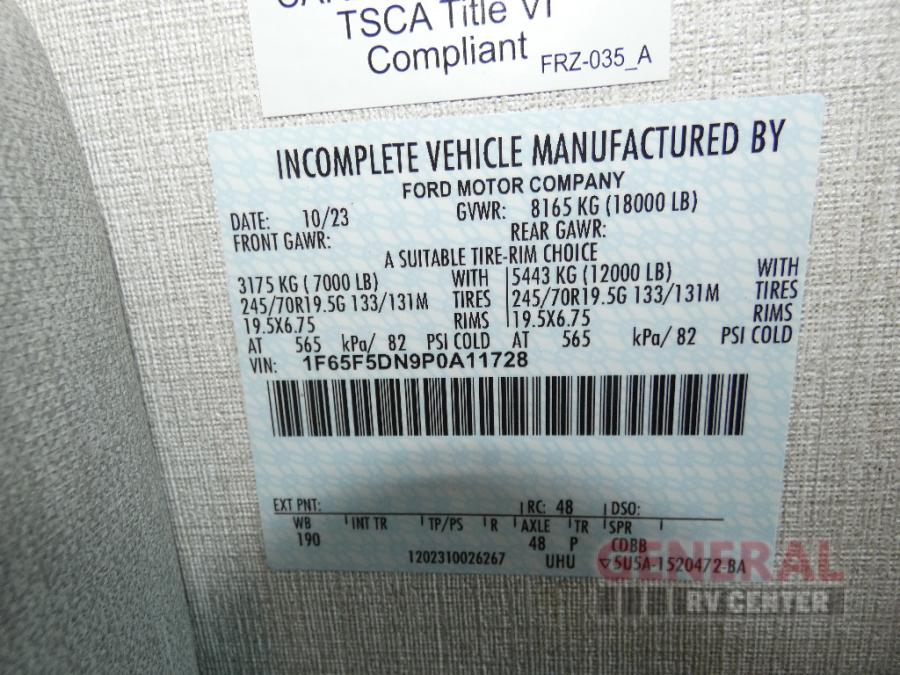 TSCA Title VI
Compliant FRZ-035_A
INCOMPLETE VEHICLE MANUFACTURED BY
FORD MOTOR COMPANY
DATE: 10/23 GVWR: 8165 KG (18000 LB)
FRONT GAWR: REAR GAWR:
A SUITABLE TIRE-RIM CHOICE
3175 KG ( 7000 LB) WITH 5443 KG (12000 LB) WITH
245/70R19.5G 133/131M TIRES 245/70R19.5G 133/131M TIRES
19.5X6.75 RIMS 19.5X6.75 RIMS
AT 565 kPa/ 82 PSI COLD AT 565 kPa/ 82 PSI COLD
VIN: 1F65F5DN9P0A11728
EXT PNT: RC: 48 DSO:
WB INT TR TP/PS R AXLE TR SPR
190 48 P CDBB
1202310026267 UHU 5U5A-1520472-BA
GENERAL
RV CENTER